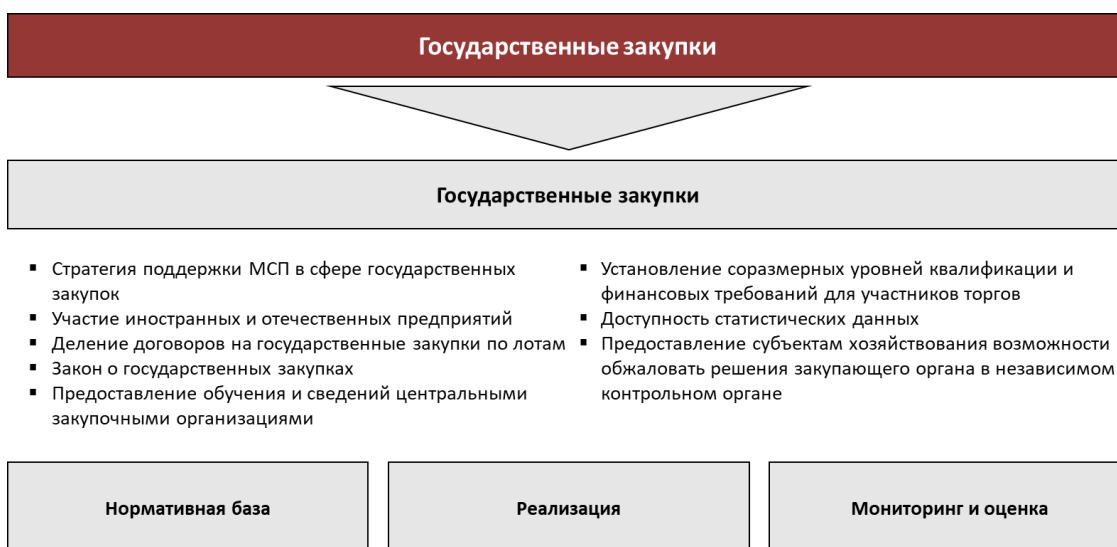 Государственные закупки
Государственные закупки
▪ Стратегия поддержки МСП в сфере государственных
закупок
▪ Участие иностранных и отечественных предприятий
▪ Деление договоров на государственные закупки по лотам
▪ Закон о государственных закупках
▪ Предоставление обучения и сведений центральными
закупочными организациями
▪ Установление соразмерных уровней квалификации и
финансовых требований для участников торгов
▪ Доступность статистических данных
▪ Предоставление субъектам хозяйствования возможности
обжаловать решения закупающего органа в независимом
контрольном органе
Нормативная база
Реализация
Мониторинг и оценка